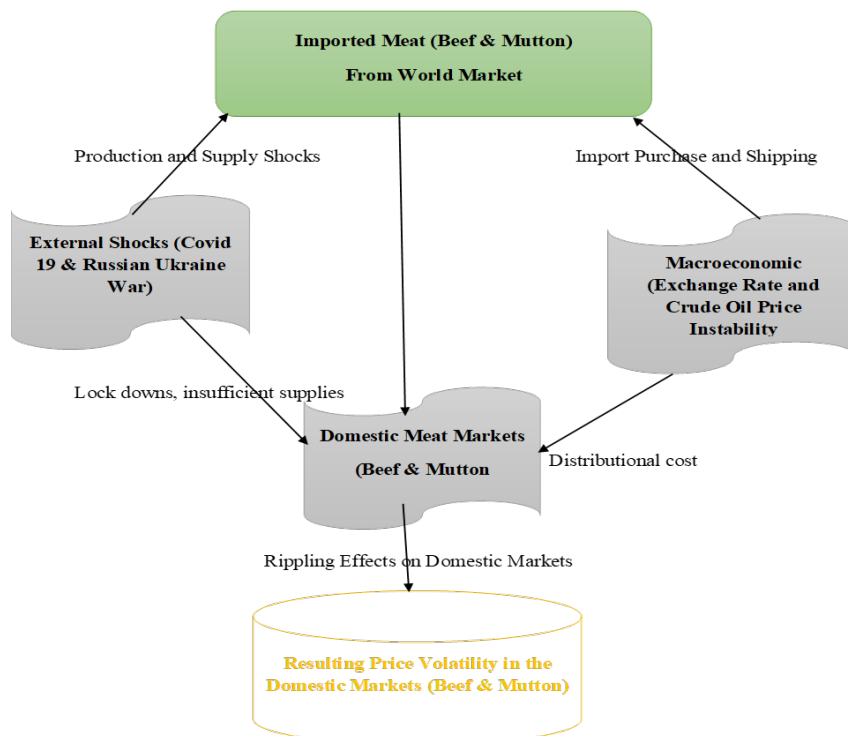 Imported Meat (Beef & Mutton)
From World Market
Production and Supply Shocks
Import Purchase and Shipping
External Shocks (Covid
19 & Russian Ukraine
War)
Macroeconomic
(Exchange Rate and
Crude Oil Price
Instability
Lock downs, insufficient supplies
Domestic Meat Markets
(Beef & Mutton
Distributional cost
Rippling Effects on Domestic Markets
Resulting Price Volatility in the
Domestic Markets (Beef & Mutton)